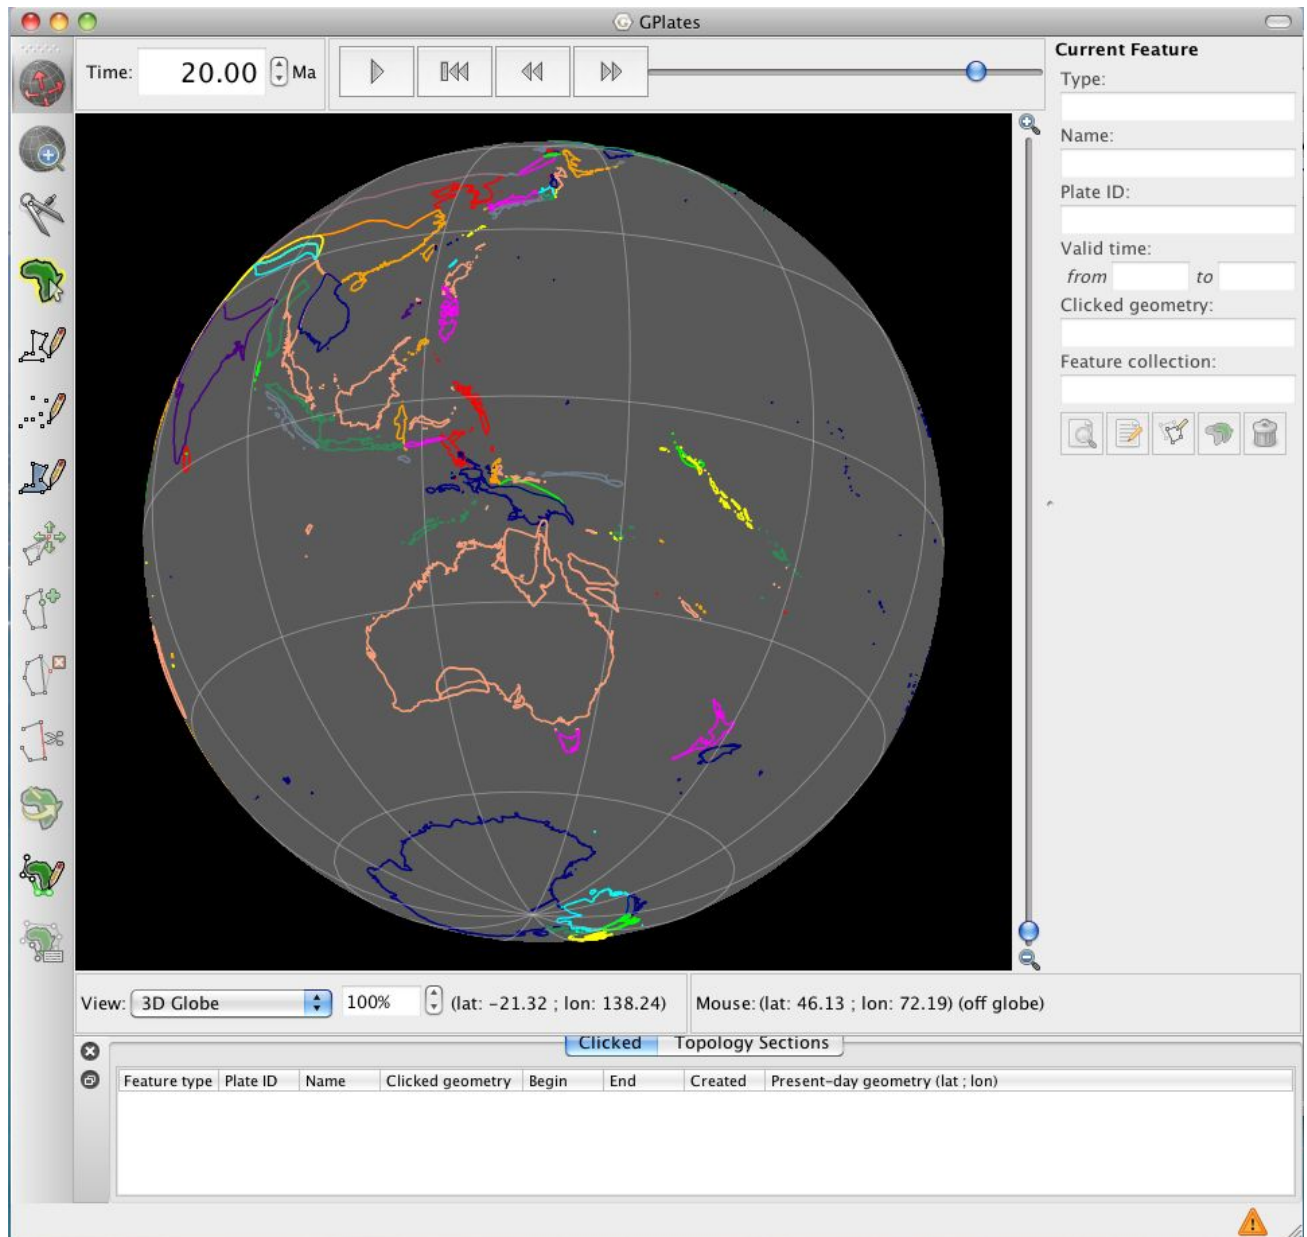 GPlates
Time: 20.00 Ma
Current Feature
Type:
Name:
Plate ID:
Valid time:
from to
Clicked geometry:
Feature collection:
View: 3D Globe 100% (lat: -21.32 ; lon: 138.24) Mouse: (lat: 46.13 ; lon: 72.19) (off globe)
Clicked Topology Sections
Feature type Plate ID Name Clicked geometry Begin End Created Present-day geometry (lat ; lon)